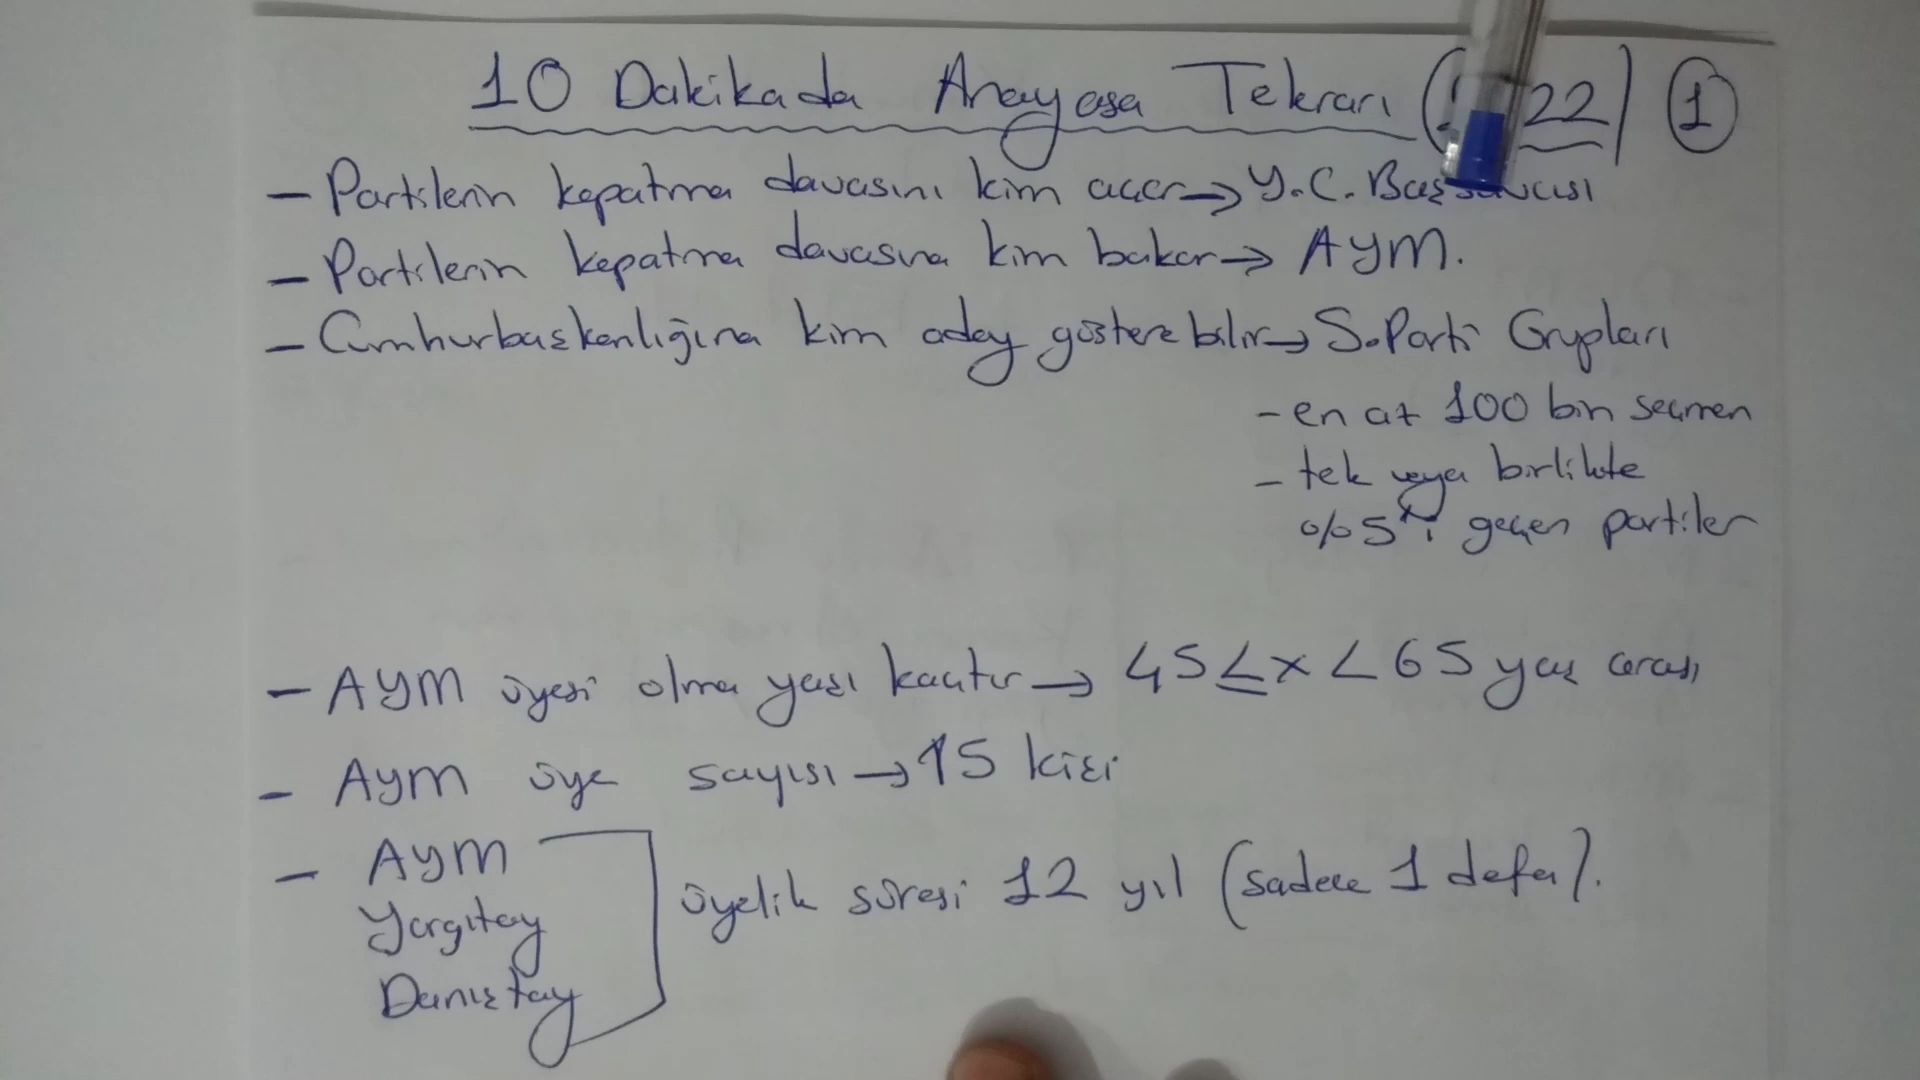 10 Dakikada Anayasa Tekrarı ( 22) 1
- Partilerin kapatma davasını kim açar → Y.C. Başsavcısı
- Partilerin kapatma davasına kim bakar → AYM.
- Cumhurbaşkanlığına kim aday gösterebilir → S.Parti Grupları
- en az 100 bin seçmen
- tek veya birlikte
%5'i geçen partiler
- AYM üyesi olma yaşı kaçtır → 45 ≤ x < 65 yaş arası
- AYM üye sayısı → 15 kişi
- AYM
Yargıtay
Danıştay
üyelik süresi 12 yıl (sadece 1 defa).